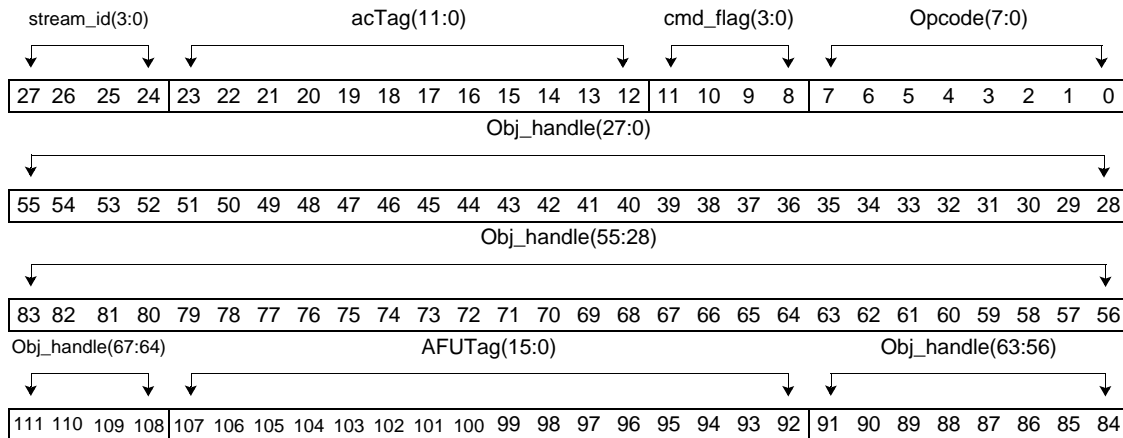 stream_id(3:0) acTag(11:0) cmd_flag(3:0) Opcode(7:0)
27 26 25 24 23 22 21 20 19 18 17 16 15 14 13 12 11 10 9 8 7 6 5 4 3 2 1 0
Obj_handle(27:0)
55 54 53 52 51 50 49 48 47 46 45 44 43 42 41 40 39 38 37 36 35 34 33 32 31 30 29 28
Obj_handle(55:28)
83 82 81 80 79 78 77 76 75 74 73 72 71 70 69 68 67 66 65 64 63 62 61 60 59 58 57 56
Obj_handle(67:64) AFUTag(15:0) Obj_handle(63:56)
111 110 109 108 107 106 105 104 103 102 101 100 99 98 97 96 95 94 93 92 91 90 89 88 87 86 85 84